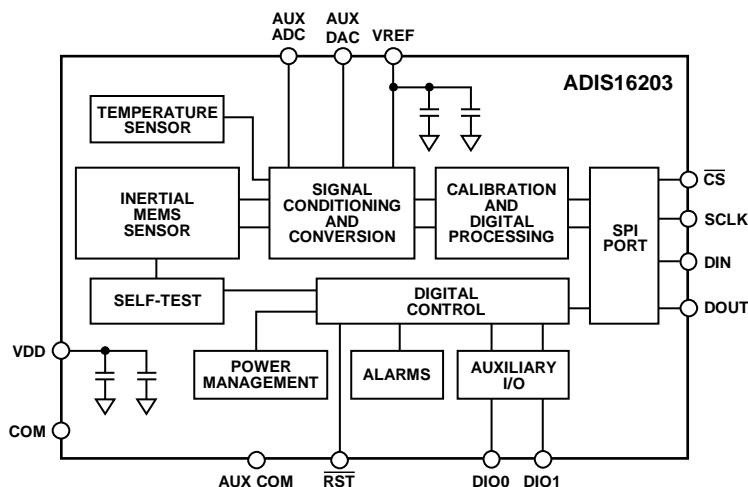 AUX
ADC
AUX
DAC
VREF
ADIS16203
TEMPERATURE
SENSOR
INERTIAL
MEMS
SENSOR
SIGNAL
CONDITIONING
AND
CONVERSION
CALIBRATION
AND
DIGITAL
PROCESSING
SPI
PORT
CS
SCLK
DIN
DOUT
SELF-TEST
DIGITAL
CONTROL
VDD
POWER
MANAGEMENT
ALARMS
AUXILIARY
I/O
COM
AUX COM
RST
DIO0
DIO1